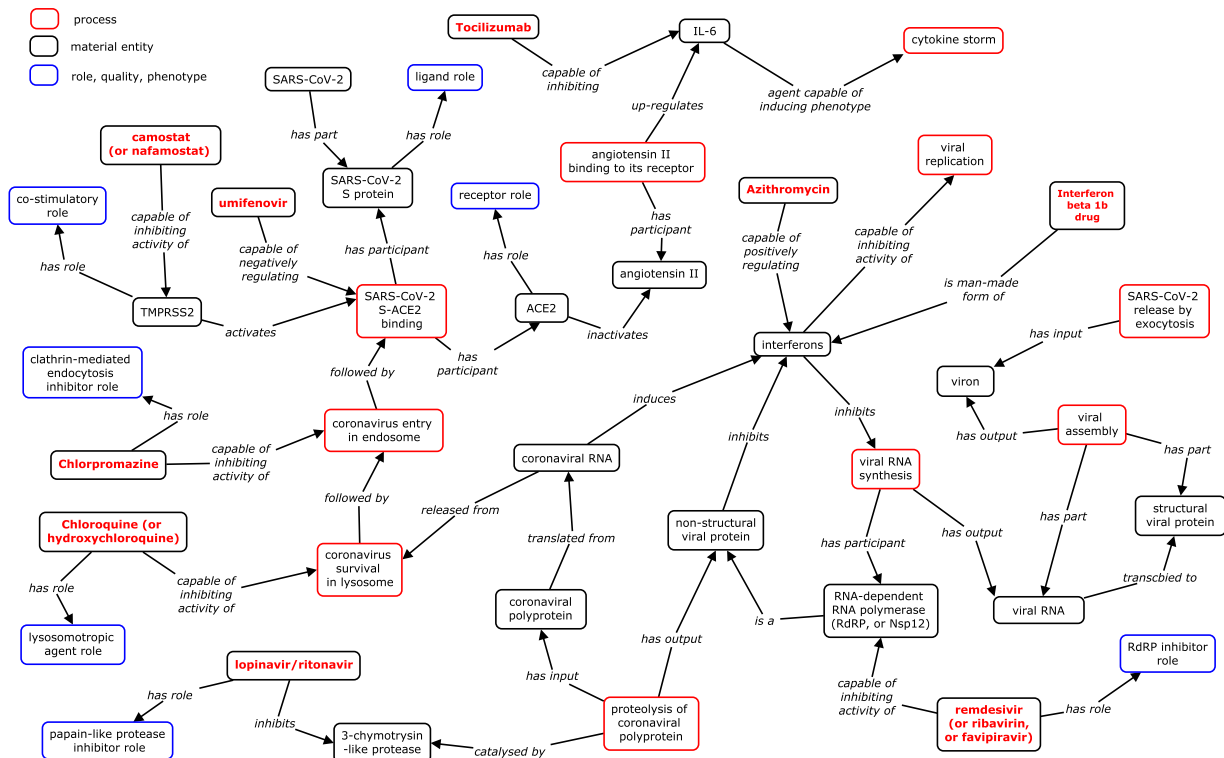 process
material entity
role, quality, phenotype
Tocilizumab
IL-6
cytokine storm
capable of
inhibiting
agent capable of
inducing phenotype
up-regulates
SARS-CoV-2
ligand role
has part
has role
camostat
(or nafamostat)
SARS-CoV-2
S protein
angiotensin II
binding to its receptor
viral
replication
co-stimulatory
role
capable of
inhibiting
activity of
umifenovir
receptor role
has
participant
Azithromycin
Interferon
beta 1b
drug
has role
capable of
negatively
regulating
has participant
has role
angiotensin II
capable of
positively
regulating
capable of
inhibiting
activity of
is man-made
form of
TMPRSS2
activates
SARS-CoV-2
S-ACE2
binding
ACE2
inactivates
interferons
SARS-CoV-2
release by
exocytosis
has input
clathrin-mediated
endocytosis
inhibitor role
followed by
has
participant
viron
has role
induces
inhibits
inhibits
coronavirus entry
in endosome
viral
assembly
has output
has part
Chlorpromazine
capable of
inhibiting
activity of
coronaviral RNA
viral RNA
synthesis
followed by
released from
Chloroquine (or
hydroxychloroquine)
non-structural
viral protein
has part
structural
viral protein
translated from
has participant
has output
coronavirus
survival
in lysosome
has role
capable of
inhibiting
activity of
transcbied to
coronaviral
polyprotein
RNA-dependent
RNA polymerase
(RdRP, or Nsp12)
viral RNA
is a
lysosomotropic
agent role
has output
RdRP inhibitor
role
lopinavir/ritonavir
has input
capable of
inhibiting
activity of
has role
proteolysis of
coronaviral
polyprotein
remdesivir
(or ribavirin,
or favipiravir)
has role
inhibits
papain-like protease
inhibitor role
3-chymotrysin
-like protease
catalysed by